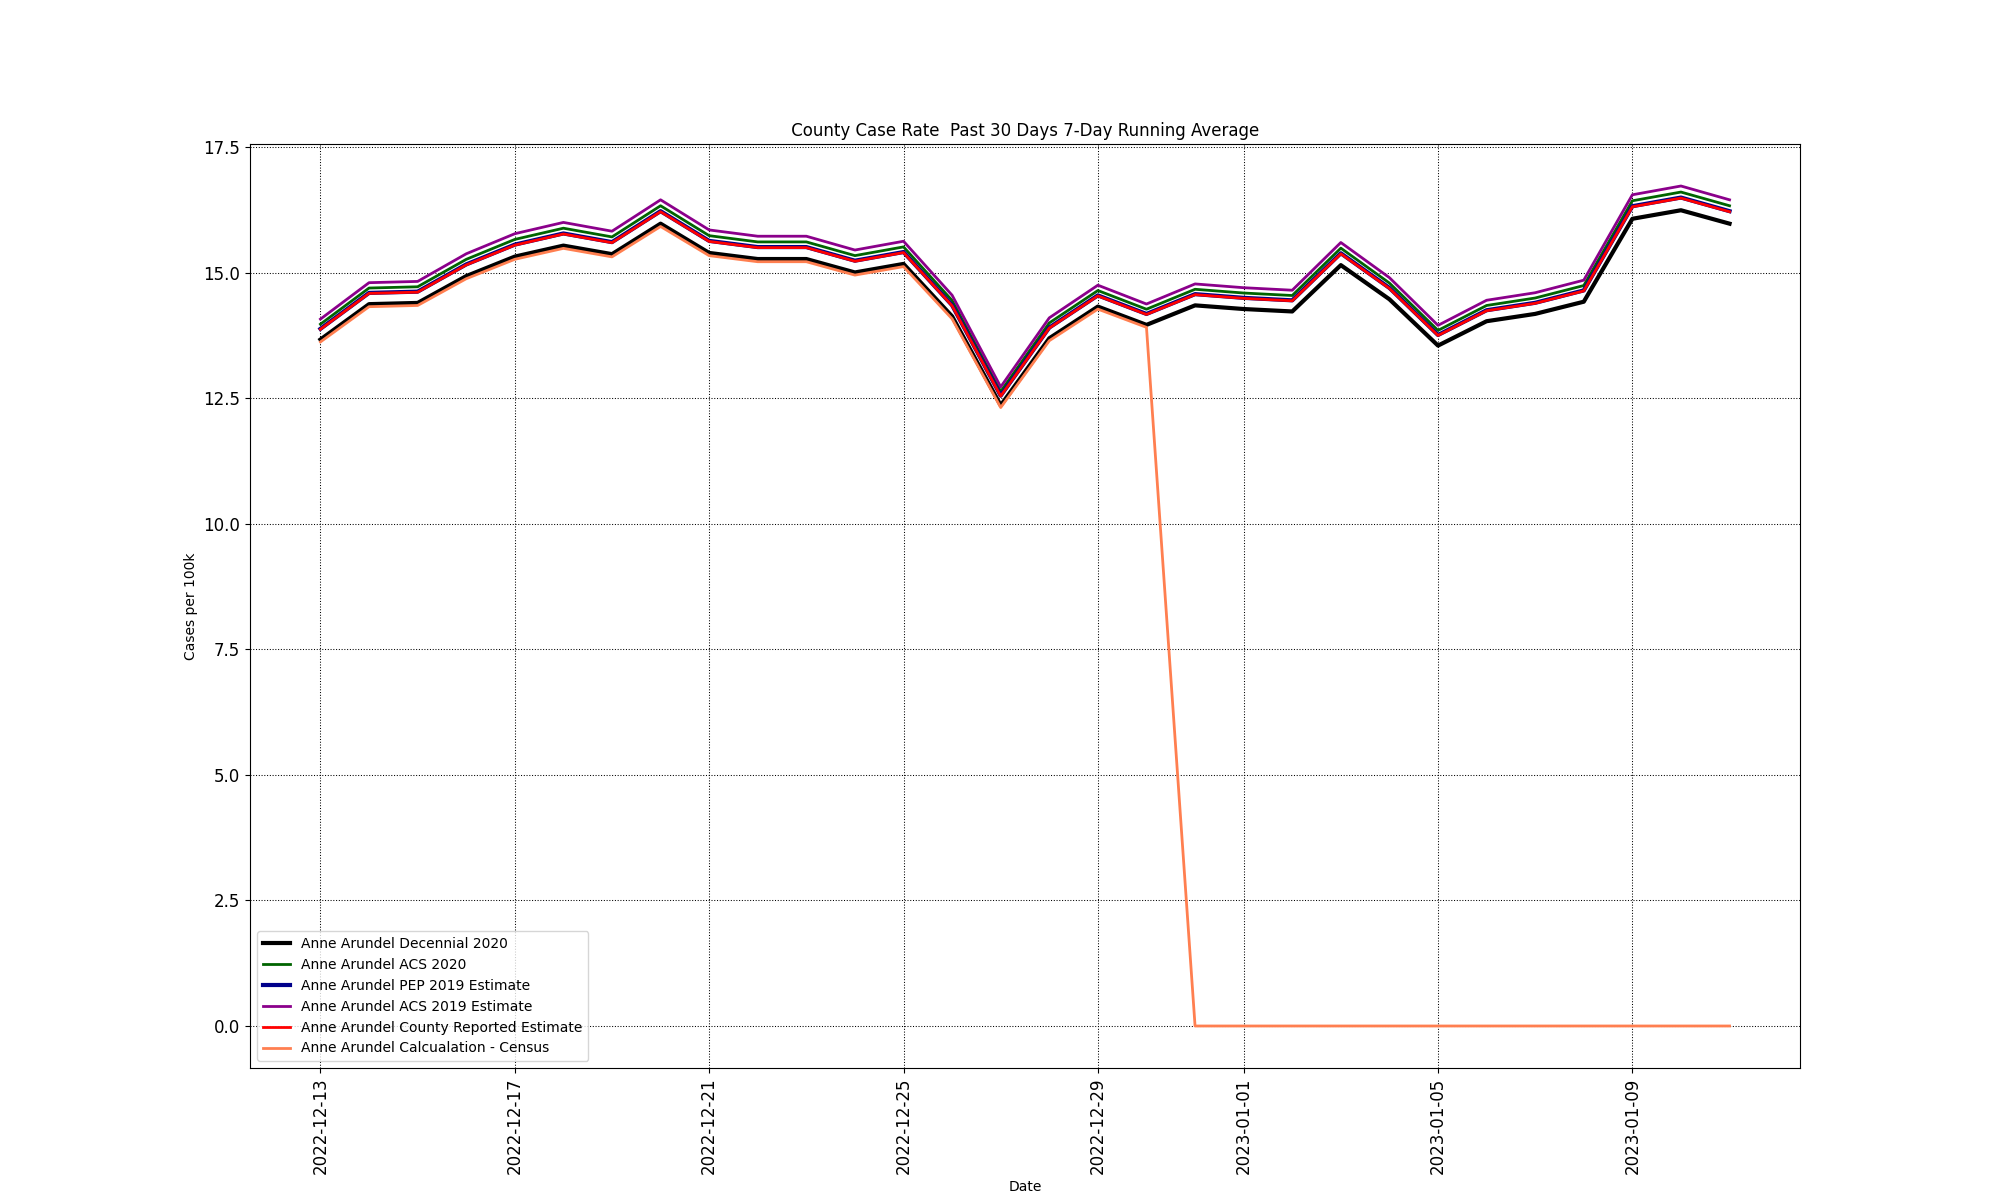 County Case Rate  Past 30 Days 7-Day Running Average
17.5
15.0
12.5
10.0
7.5
5.0
2.5
0.0
Cases per 100k
Anne Arundel Decennial 2020
Anne Arundel ACS 2020
Anne Arundel PEP 2019 Estimate
Anne Arundel ACS 2019 Estimate
Anne Arundel County Reported Estimate
Anne Arundel Calcualation - Census
2022-12-13
2022-12-17
2022-12-21
2022-12-25
2022-12-29
2023-01-01
2023-01-05
2023-01-09
Date